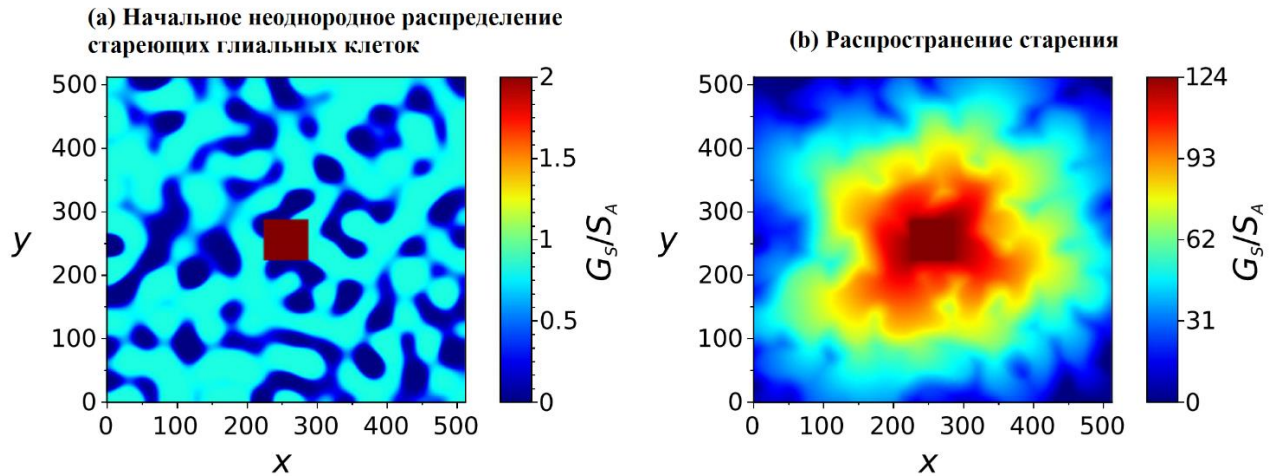 (a) Начальное неоднородное распределение
стареющих глиальных клеток
500
400
300
y
200
100
0
0 100 200 300 400 500
x
2
1.5
1
0.5
0
G_S/S_A
(b) Распространение старения
500
400
300
y
200
100
0
0 100 200 300 400 500
x
124
93
62
31
0
G_S/S_A